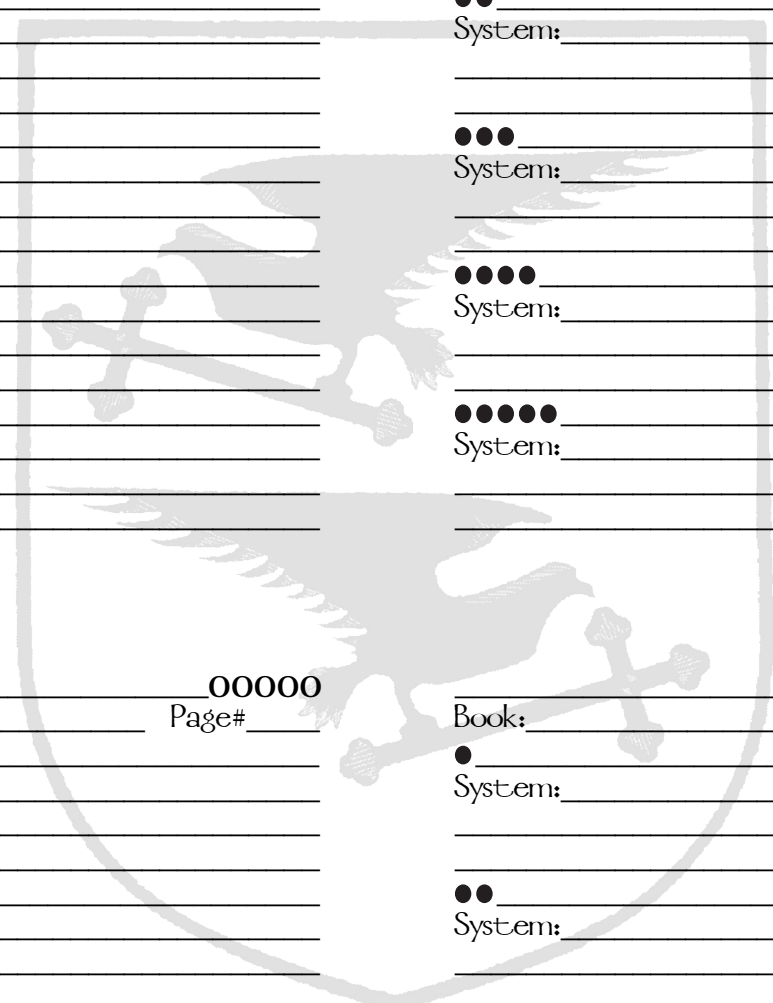 ●●
System:
●●●
System:
●●●●
System:
●●●●●
System:
OOOOO
Page#
Book:
●
System:
●●
System: